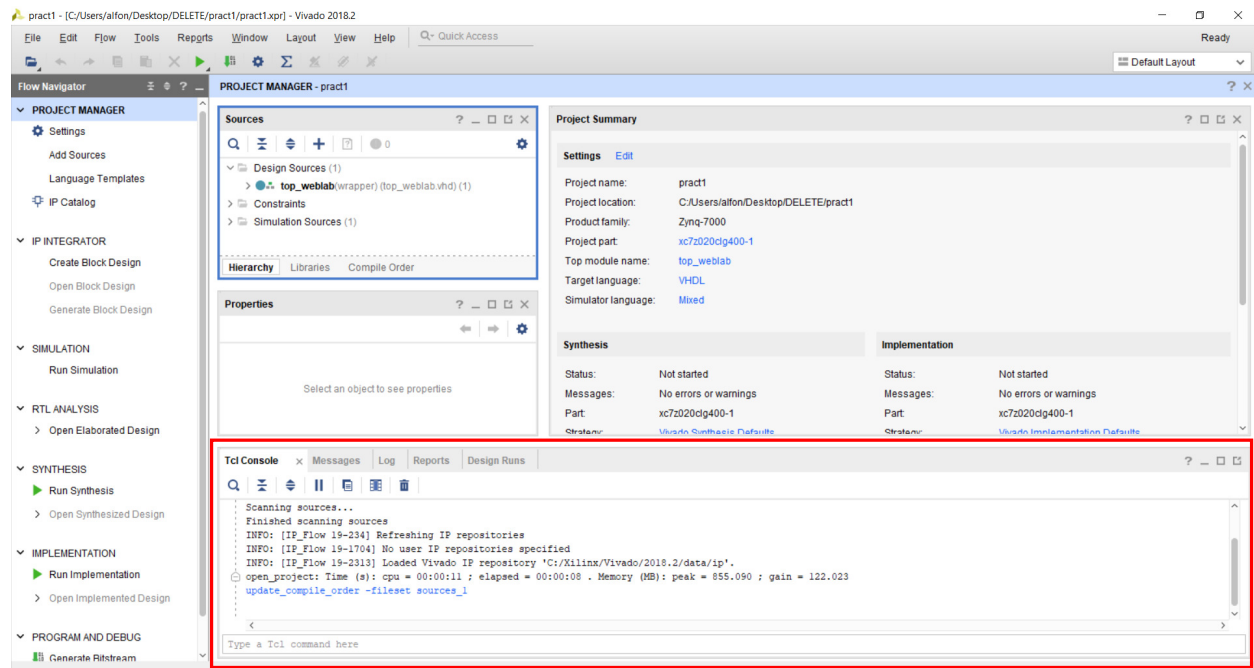 pract1 - [C:/Users/alfon/Desktop/DELETE/pract1/pract1.xpr] - Vivado 2018.2
File Edit Flow Tools Reports Window Layout View Help Quick Access Ready
Default Layout
Flow Navigator
PROJECT MANAGER
Settings
Add Sources
Language Templates
IP Catalog
IP INTEGRATOR
Create Block Design
Open Block Design
Generate Block Design
SIMULATION
Run Simulation
RTL ANALYSIS
Open Elaborated Design
SYNTHESIS
Run Synthesis
Open Synthesized Design
IMPLEMENTATION
Run Implementation
Open Implemented Design
PROGRAM AND DEBUG
Generate Bitstream
PROJECT MANAGER - pract1
Sources
0
Design Sources (1)
top_weblab(wrapper) (top_weblab.vhd) (1)
Constraints
Simulation Sources (1)
Hierarchy Libraries Compile Order
Properties
Select an object to see properties
Project Summary
Settings Edit
Project name: pract1
Project location: C:/Users/alfon/Desktop/DELETE/pract1
Product family: Zynq-7000
Project part: xc7z020clg400-1
Top module name: top_weblab
Target language: VHDL
Simulator language: Mixed
Synthesis
Status: Not started
Messages: No errors or warnings
Part: xc7z020clg400-1
Strategy: Vivado Synthesis Defaults
Implementation
Status: Not started
Messages: No errors or warnings
Part: xc7z020clg400-1
Strategy: Vivado Implementation Defaults
Tcl Console Messages Log Reports Design Runs
Scanning sources...
Finished scanning sources
INFO: [IP_Flow 19-234] Refreshing IP repositories
INFO: [IP_Flow 19-1704] No user IP repositories specified
INFO: [IP_Flow 19-2313] Loaded Vivado IP repository 'C:/Xilinx/Vivado/2018.2/data/ip'.
open_project: Time (s): cpu = 00:00:11 ; elapsed = 00:00:08 . Memory (MB): peak = 855.090 ; gain = 122.023
update_compile_order -fileset sources_1
Type a Tcl command here